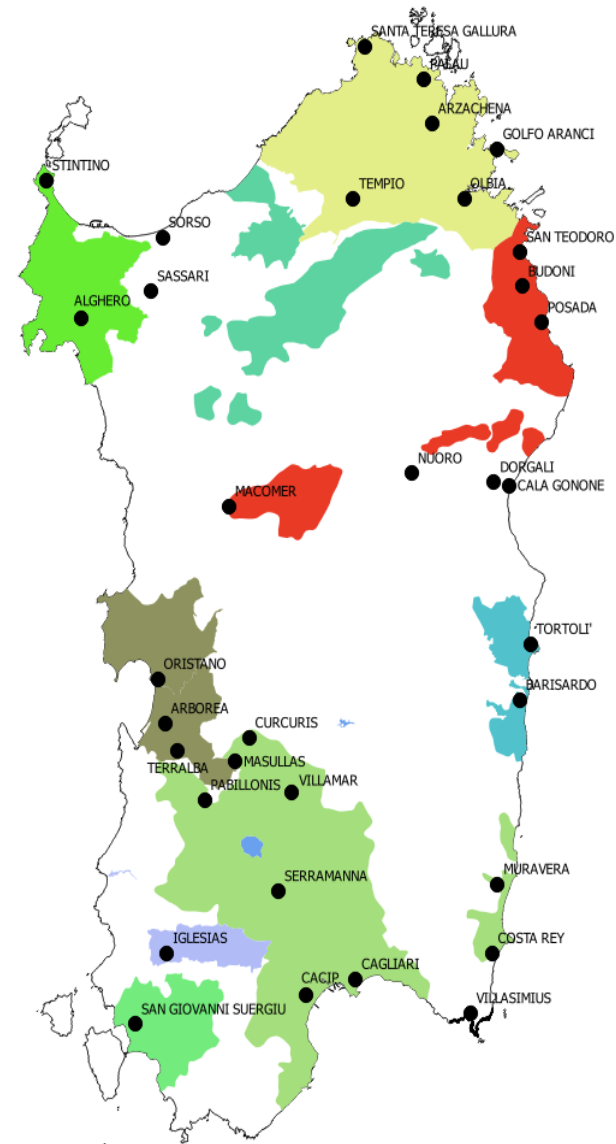 SANTA TERESA GALLURA
PALAU
ARZACHENA
GOLFO ARANCI
STINTINO
TEMPIO
OLBIA
SORSO
SAN TEODORO
SASSARI
BUDONI
ALGHERO
POSADA
NUORO
DORGALI
MACOMER
CALA GONONE
TORTOLI'
ORISTANO
BARISARDO
ARBOREA
CURCURIS
TERRALBA
MASULLAS
PABILLONIS
VILLAMAR
MURAVERA
SERRAMANNA
IGLESIAS
COSTA REY
CACIP
CAGLIARI
SAN GIOVANNI SUERGIU
VILLASIMIUS